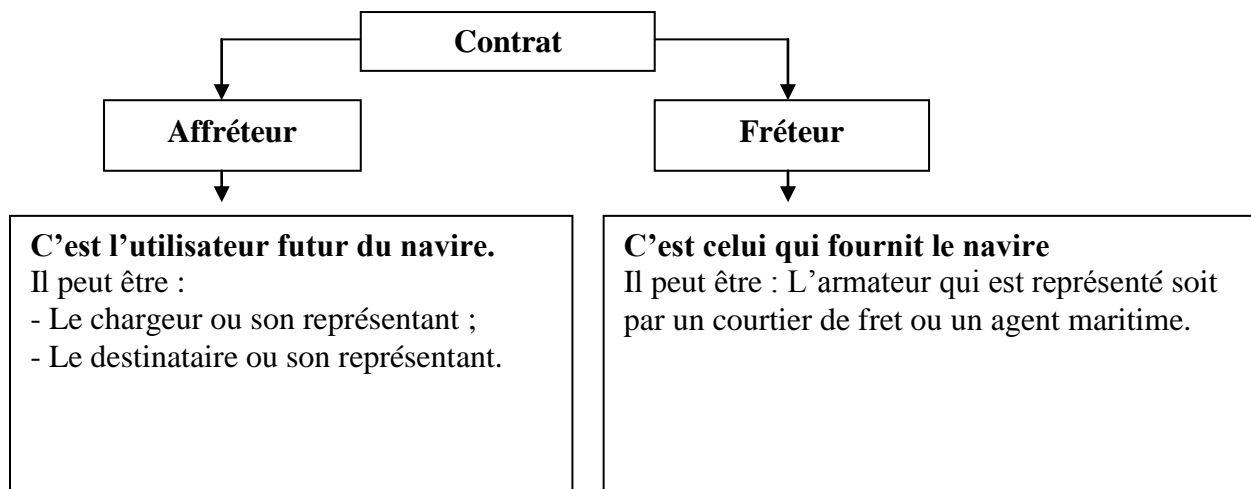 Contrat
Affréteur
Fréteur
C’est l’utilisateur futur du navire.
Il peut être :
- Le chargeur ou son représentant ;
- Le destinataire ou son représentant.
C’est celui qui fournit le navire
Il peut être : L’armateur qui est représenté soit
par un courtier de fret ou un agent maritime.